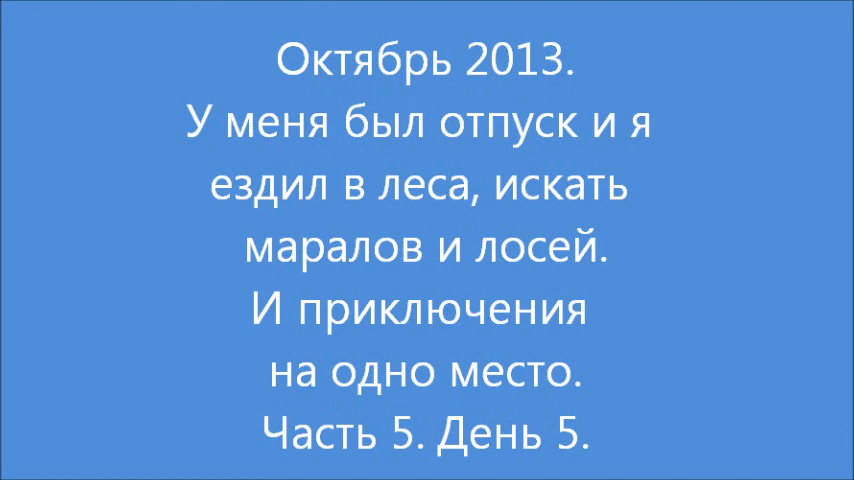 Октябрь 2013.
У меня был отпуск и я
ездил в леса, искать
маралов и лосей.
И приключения
на одно место.
Часть 5. День 5.